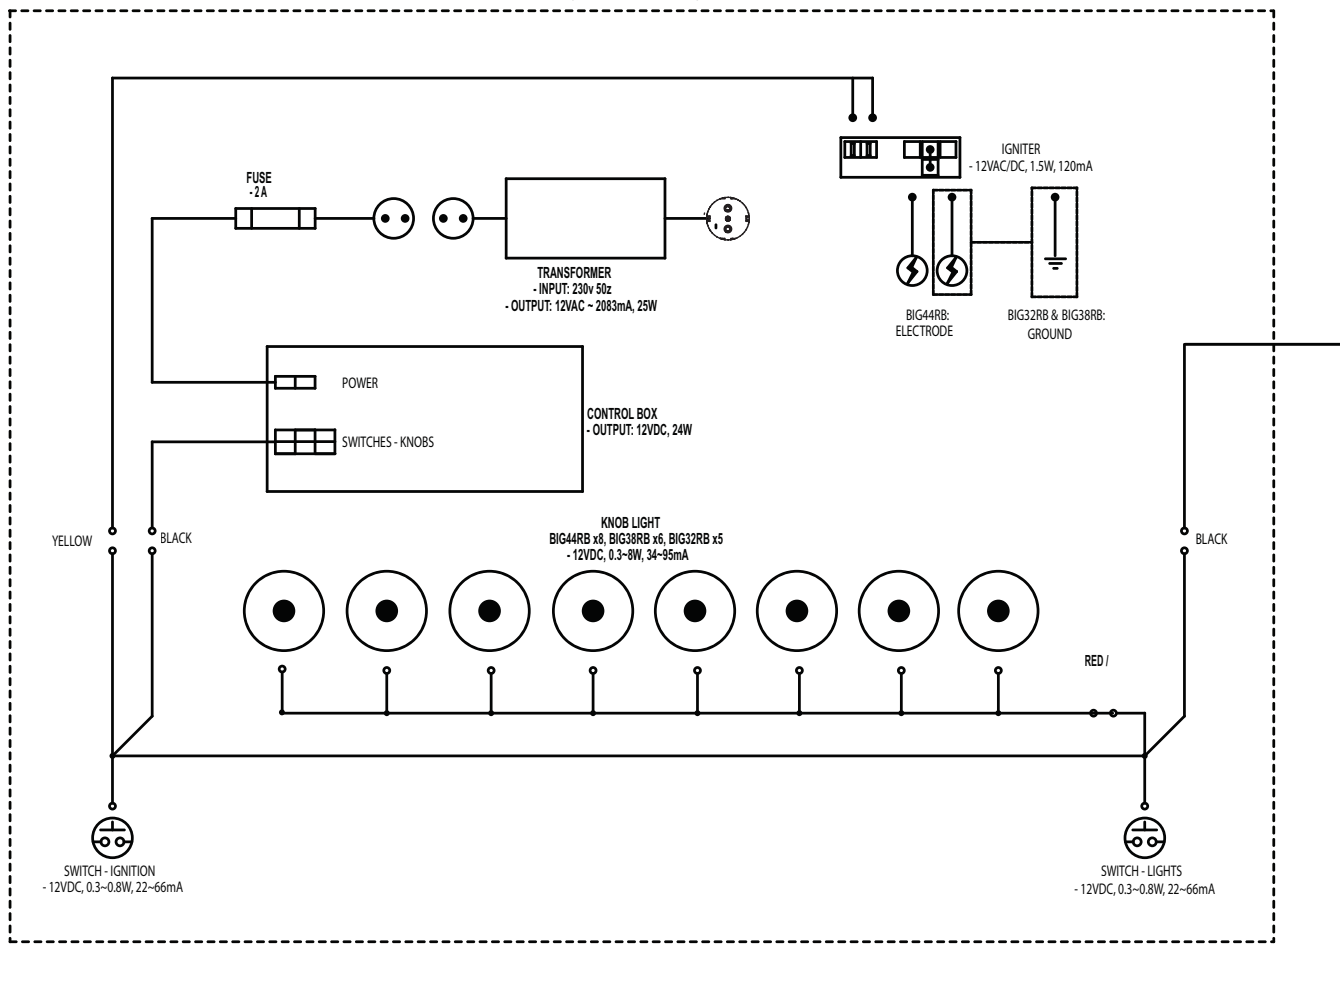 IGNITER
- 12VAC/DC, 1.5W, 120mA
FUSE
- 2 A
TRANSFORMER
- INPUT: 230v 50z
- OUTPUT: 12VAC ~ 2083mA, 25W
BIG44RB:
ELECTRODE
BIG32RB & BIG38RB:
GROUND
POWER
CONTROL BOX
- OUTPUT: 12VDC, 24W
SWITCHES - KNOBS
YELLOW
BLACK
BLACK
KNOB LIGHT
BIG44RB x8, BIG38RB x6, BIG32RB x5
- 12VDC, 0.3~8W, 34~95mA
RED /
SWITCH - IGNITION
- 12VDC, 0.3~0.8W, 22~66mA
SWITCH - LIGHTS
- 12VDC, 0.3~0.8W, 22~66mA